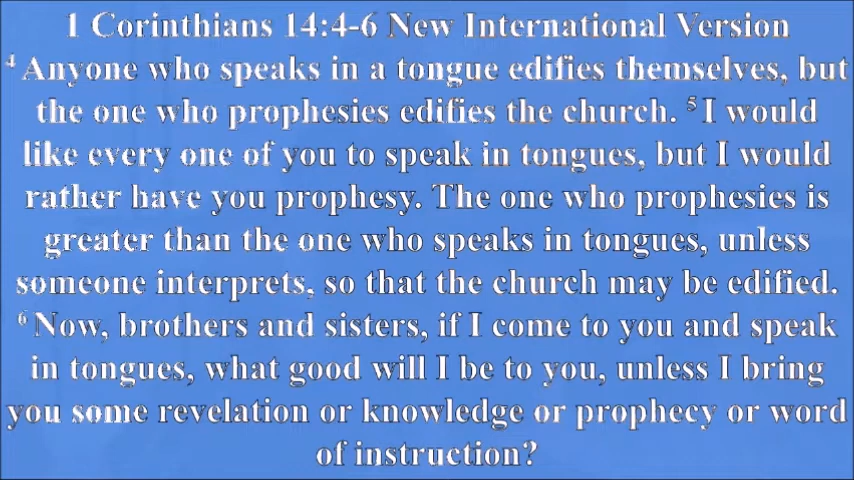 1 Corinthians 14:4-6 New International Version
⁴ Anyone who speaks in a tongue edifies themselves, but
the one who prophesies edifies the church. ⁵ I would
like every one of you to speak in tongues, but I would
rather have you prophesy. The one who prophesies is
greater than the one who speaks in tongues, unless
someone interprets, so that the church may be edified.
⁶ Now, brothers and sisters, if I come to you and speak
in tongues, what good will I be to you, unless I bring
you some revelation or knowledge or prophecy or word
of instruction?